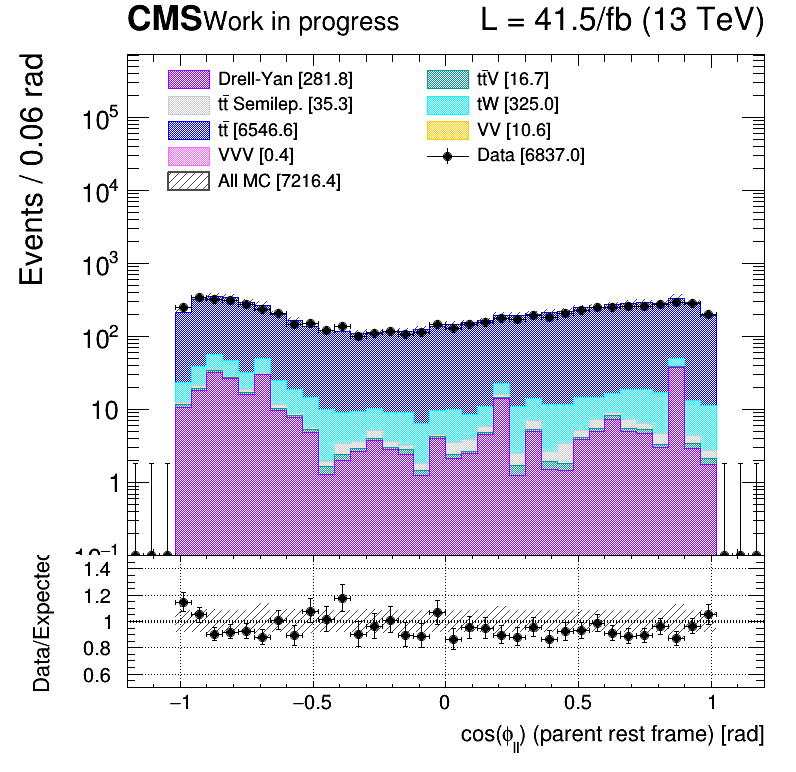 CMS Work in progress L = 41.5/fb (13 TeV)
Events / 0.06 rad
Drell-Yan [281.8] tt̄V [16.7]
tt̄ Semilep. [35.3] tW [325.0]
tt̄ [6546.6] VV [10.6]
VVV [0.4] Data [6837.0]
All MC [7216.4]
10⁵
10⁴
10³
10²
10
1
10⁻¹
Data/Expected
1.4
1.2
1
0.8
0.6
−1 −0.5 0 0.5 1
cos(ϕ_ll) (parent rest frame) [rad]